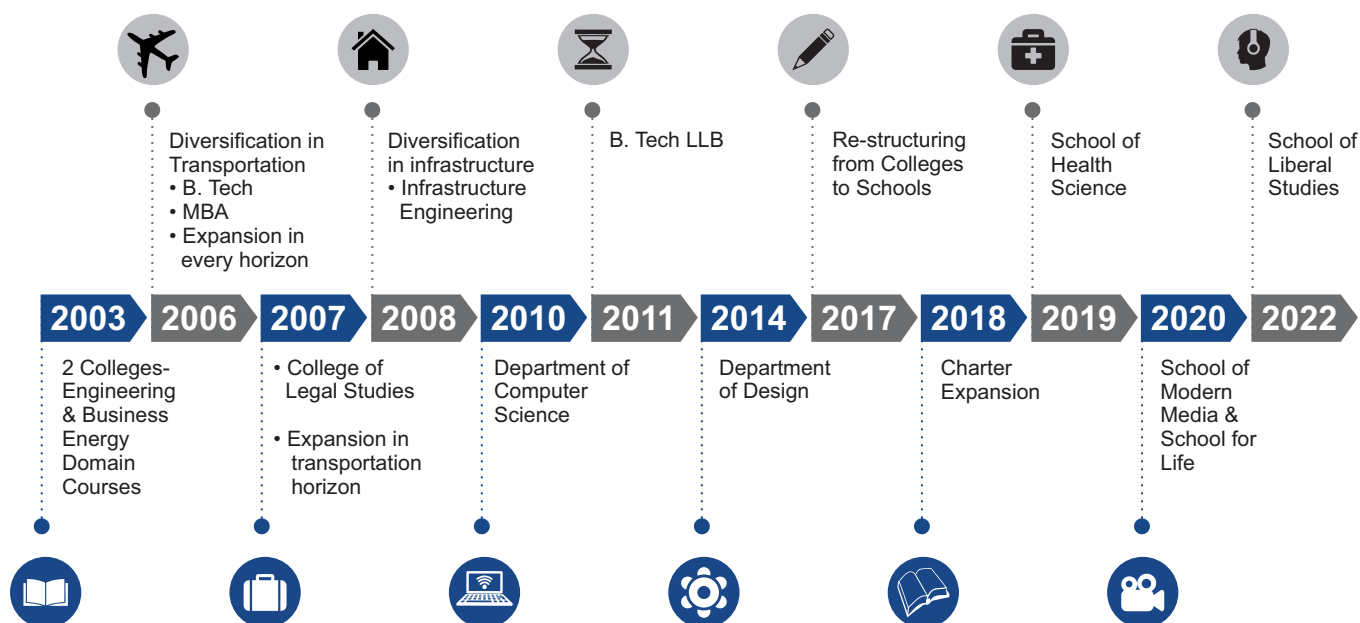 Diversification in
Transportation
• B. Tech
• MBA
• Expansion in
every horizon
Diversification
in infrastructure
• Infrastructure
Engineering
B. Tech LLB
Re-structuring
from Colleges
to Schools
School of
Health
Science
School of
Liberal
Studies
2003 2006 2007 2008 2010 2011 2014 2017 2018 2019 2020 2022
2 Colleges-
Engineering
& Business
Energy
Domain
Courses
• College of
Legal Studies
• Expansion in
transportation
horizon
Department of
Computer
Science
Department
of Design
Charter
Expansion
School of
Modern
Media &
School for
Life